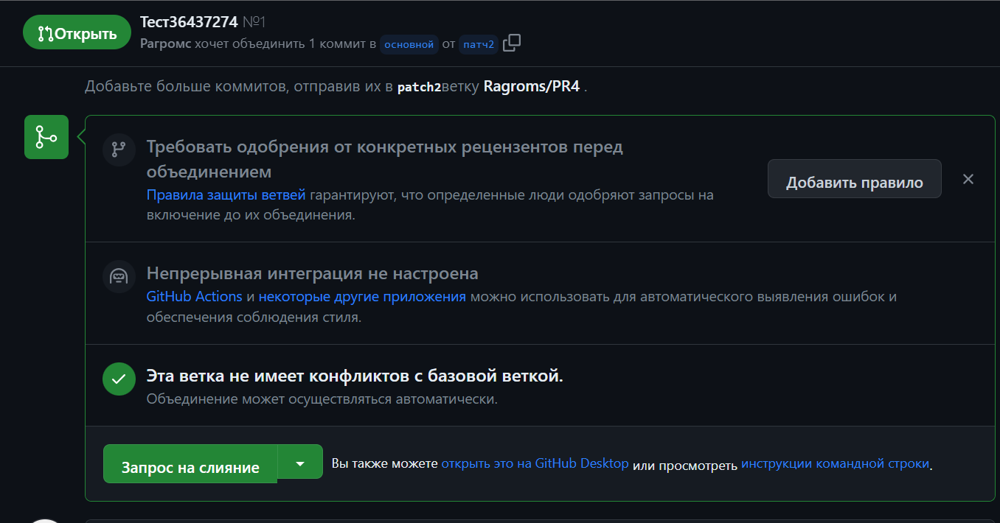 Открыть
Тест36437274 №1
Рагромс хочет объединить 1 коммит в основной от патч2
Добавьте больше коммитов, отправив их в patch2ветку Ragroms/PR4 .
Требовать одобрения от конкретных рецензентов перед
объединением
Правила защиты ветвей гарантируют, что определенные люди одобряют запросы на
включение до их объединения.
Добавить правило
Непрерывная интеграция не настроена
GitHub Actions и некоторые другие приложения можно использовать для автоматического выявления ошибок и
обеспечения соблюдения стиля.
Эта ветка не имеет конфликтов с базовой веткой.
Объединение может осуществляться автоматически.
Запрос на слияние
Вы также можете открыть это на GitHub Desktop или просмотреть инструкции командной строки.